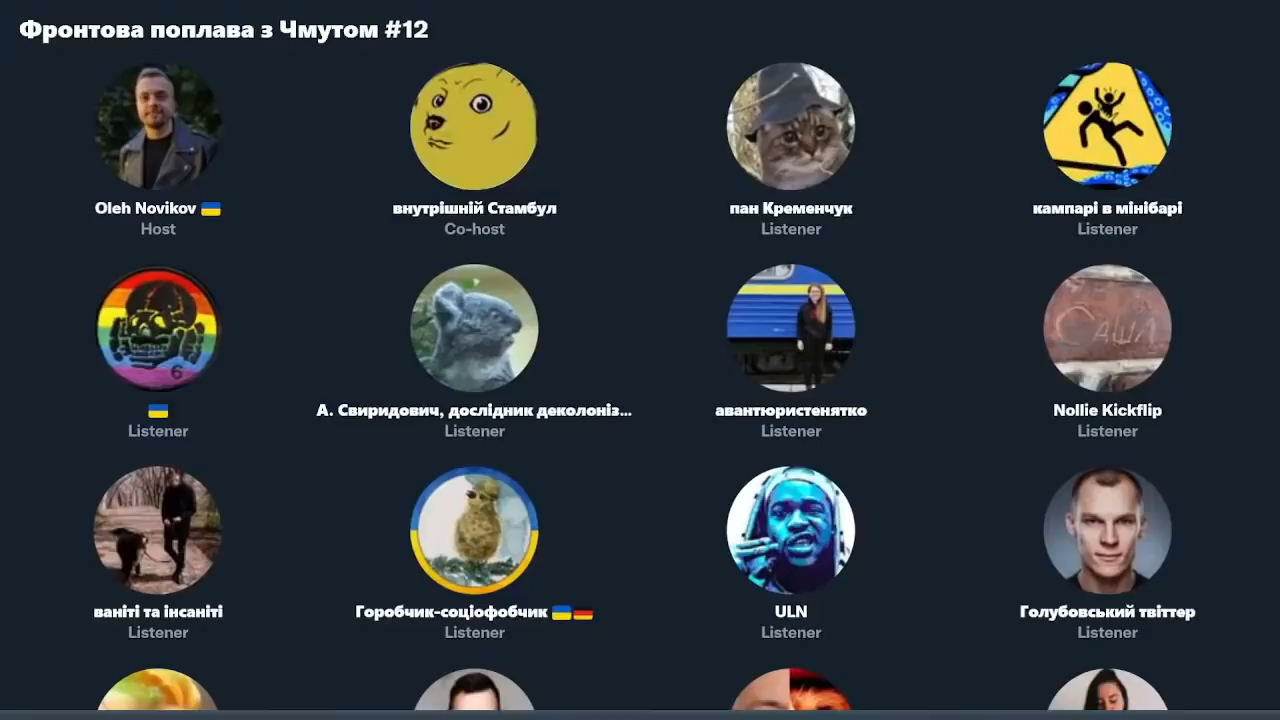 Фронтова поплава з Чмутом #12
Oleh Novikov 🇺🇦
Host
внутрішній Стамбул
Co-host
пан Кременчук
Listener
кампарі в мінібарі
Listener
6
🇺🇦
Listener
А. Свиридович, дослідник деколоніз...
Listener
авантюристенятко
Listener
Саши
Nollie Kickflip
Listener
ваніті та інсаніті
Listener
Горобчик-соціофобчик 🇺🇦🇩🇪
Listener
ULN
Listener
Голубовський твіттер
Listener